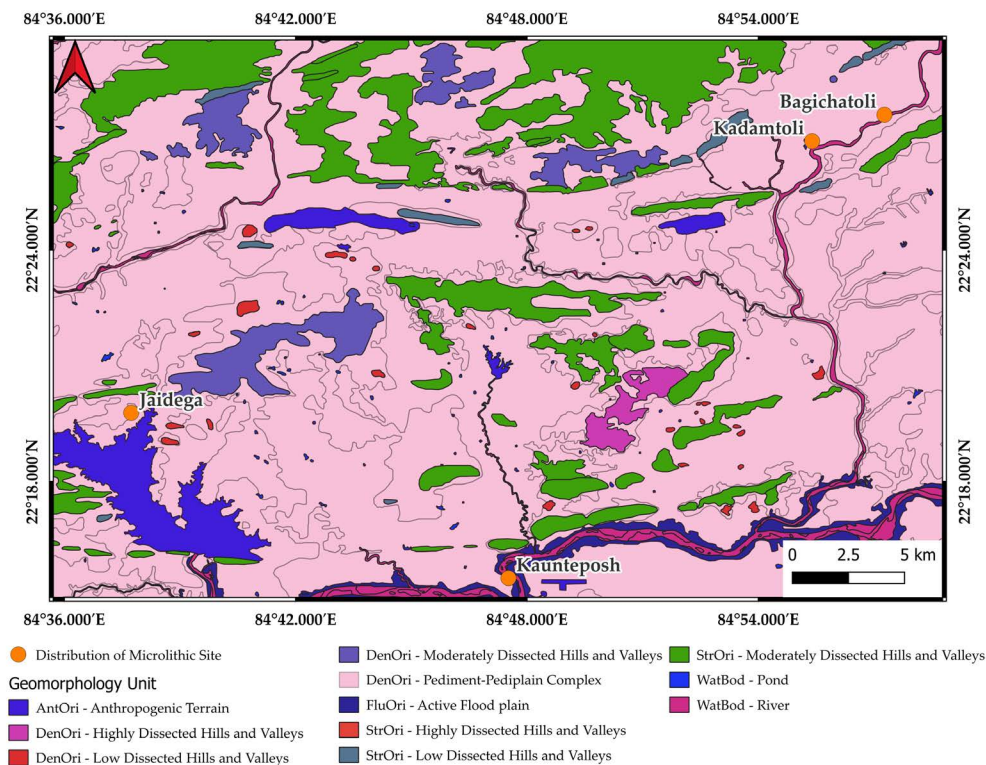 84°36.000′E 84°42.000′E 84°48.000′E 84°54.000′E
Bagichatoli
Kadamtoli
22°24.000′N 22°24.000′N
Jaidega
22°18.000′N 22°18.000′N
Kaunteposh
0 2.5 5 km
84°36.000′E 84°42.000′E 84°48.000′E 84°54.000′E
Distribution of Microlithic Site
Geomorphology Unit
AntOri - Anthropogenic Terrain
DenOri - Highly Dissected Hills and Valleys
DenOri - Low Dissected Hills and Valleys
DenOri - Moderately Dissected Hills and Valleys
DenOri - Pediment-Pediplain Complex
FluOri - Active Flood plain
StrOri - Highly Dissected Hills and Valleys
StrOri - Low Dissected Hills and Valleys
StrOri - Moderately Dissected Hills and Valleys
WatBod - Pond
WatBod - River